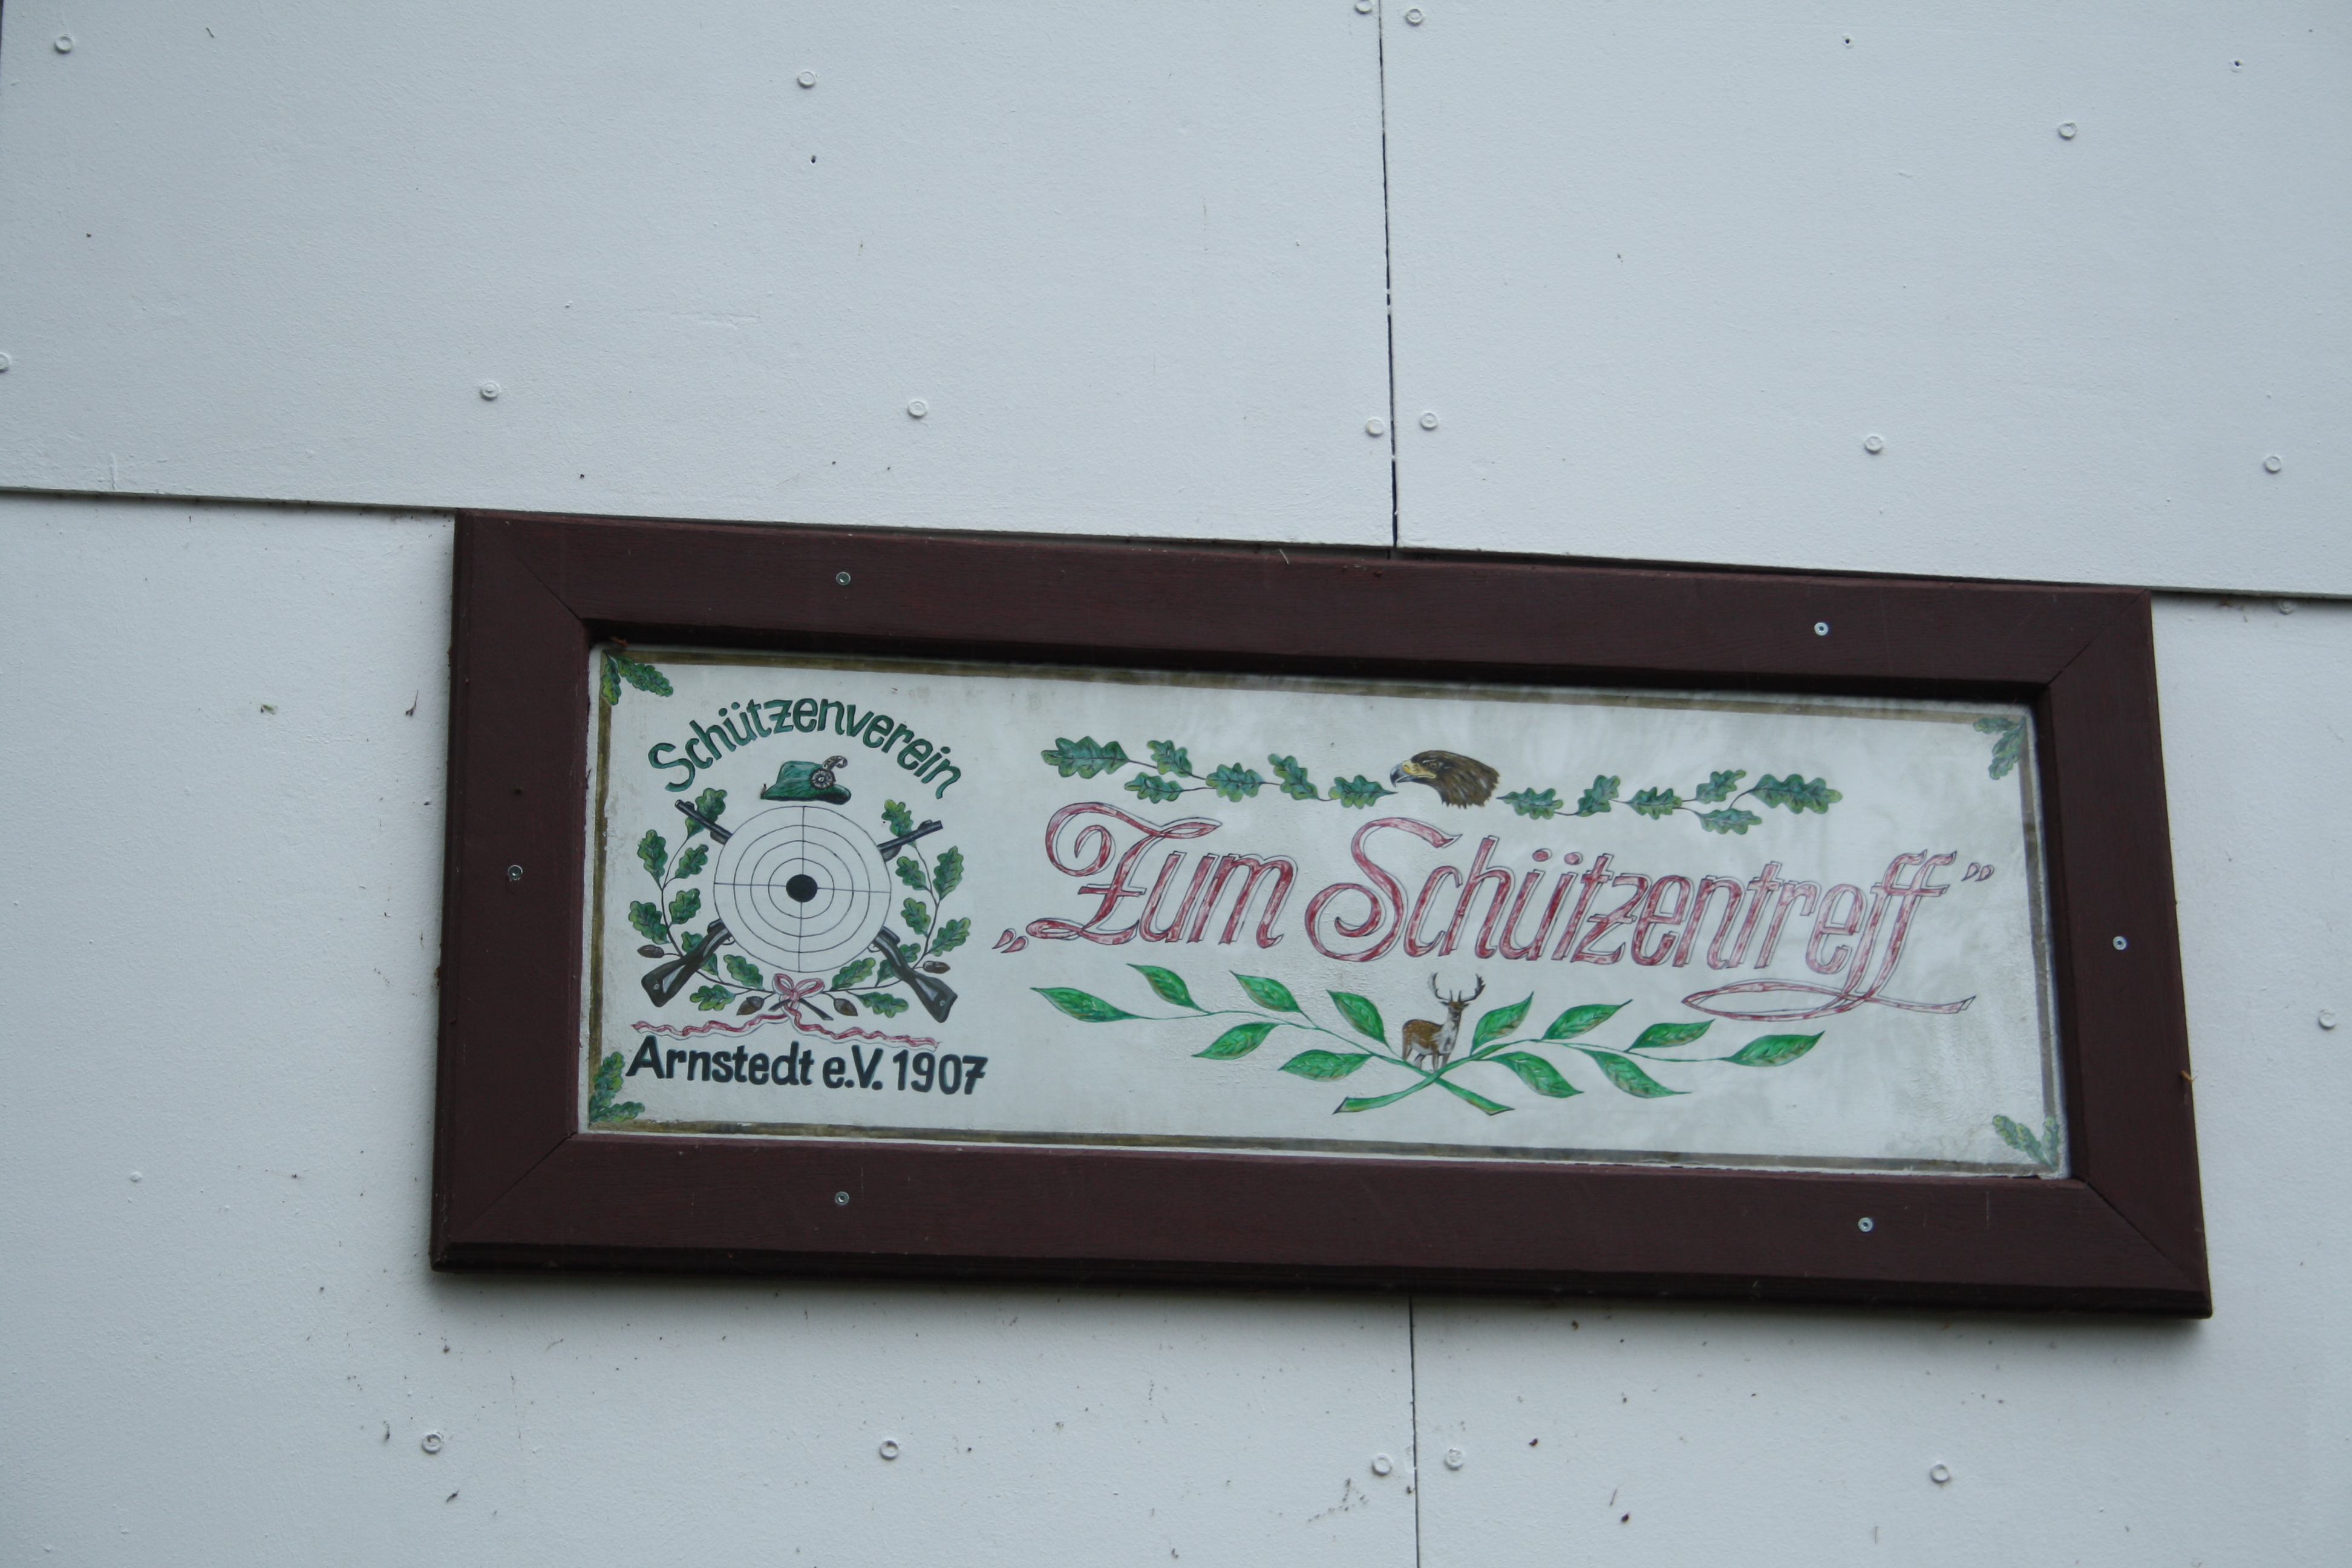 Schützenverein
Arnstedt e.V. 1907
„Zum Schützentreff”